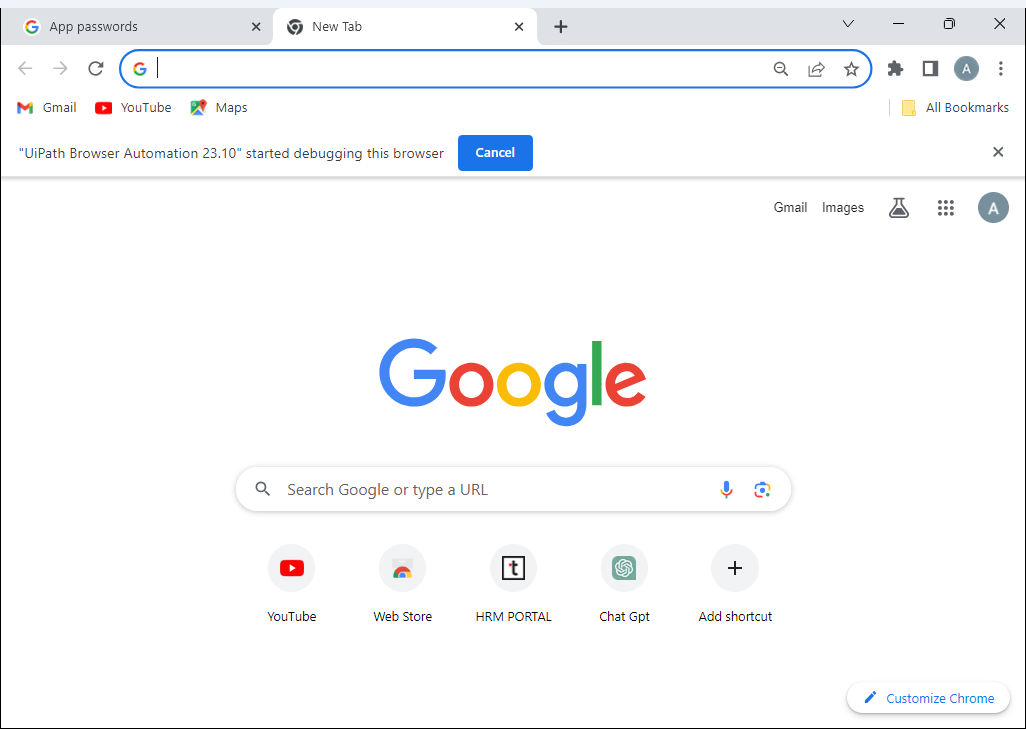 App passwords
New Tab
Gmail
YouTube
Maps
All Bookmarks
"UiPath Browser Automation 23.10" started debugging this browser
Cancel
Gmail
Images
A
A
Google
Search Google or type a URL
YouTube
Web Store
HRM PORTAL
Chat Gpt
Add shortcut
Customize Chrome